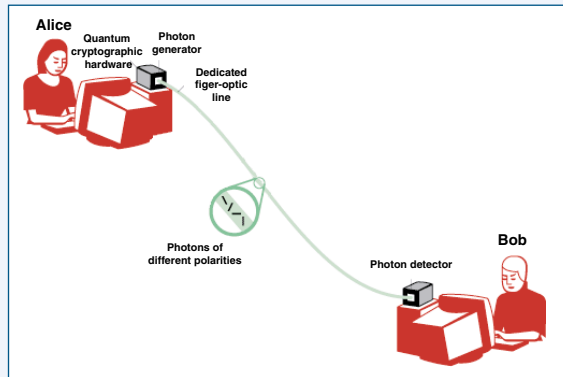 Alice
Quantum
cryptographic
hardware
Photon
generator
Dedicated
figer-optic
line
Photons of
different polarities
Bob
Photon detector